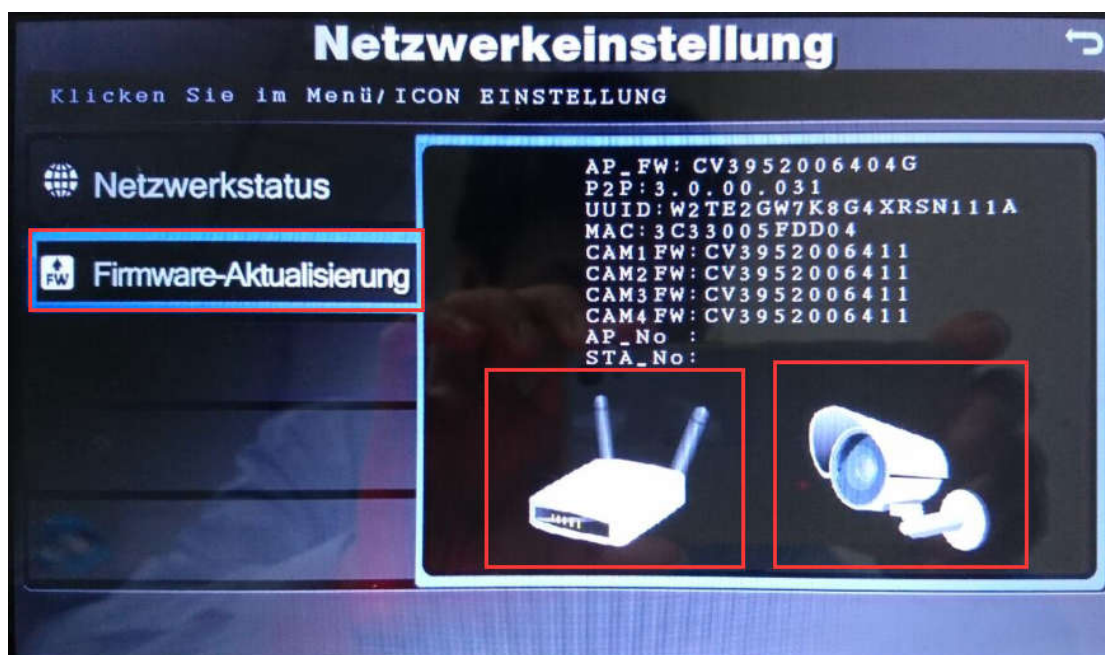 Netzwerkeinstellung
Klicken Sie im Menü/ICON EINSTELLUNG
Netzwerkstatus
FW Firmware-Aktualisierung
AP_FW: CV3952006404G
P2P:3.0.00.031
UUID:W2TE2GW7K8G4XRSN111A
MAC:3C33005FDD04
CAM1FW:CV3952006411
CAM2FW:CV3952006411
CAM3FW:CV3952006411
CAM4FW:CV3952006411
AP_No :
STA_No: